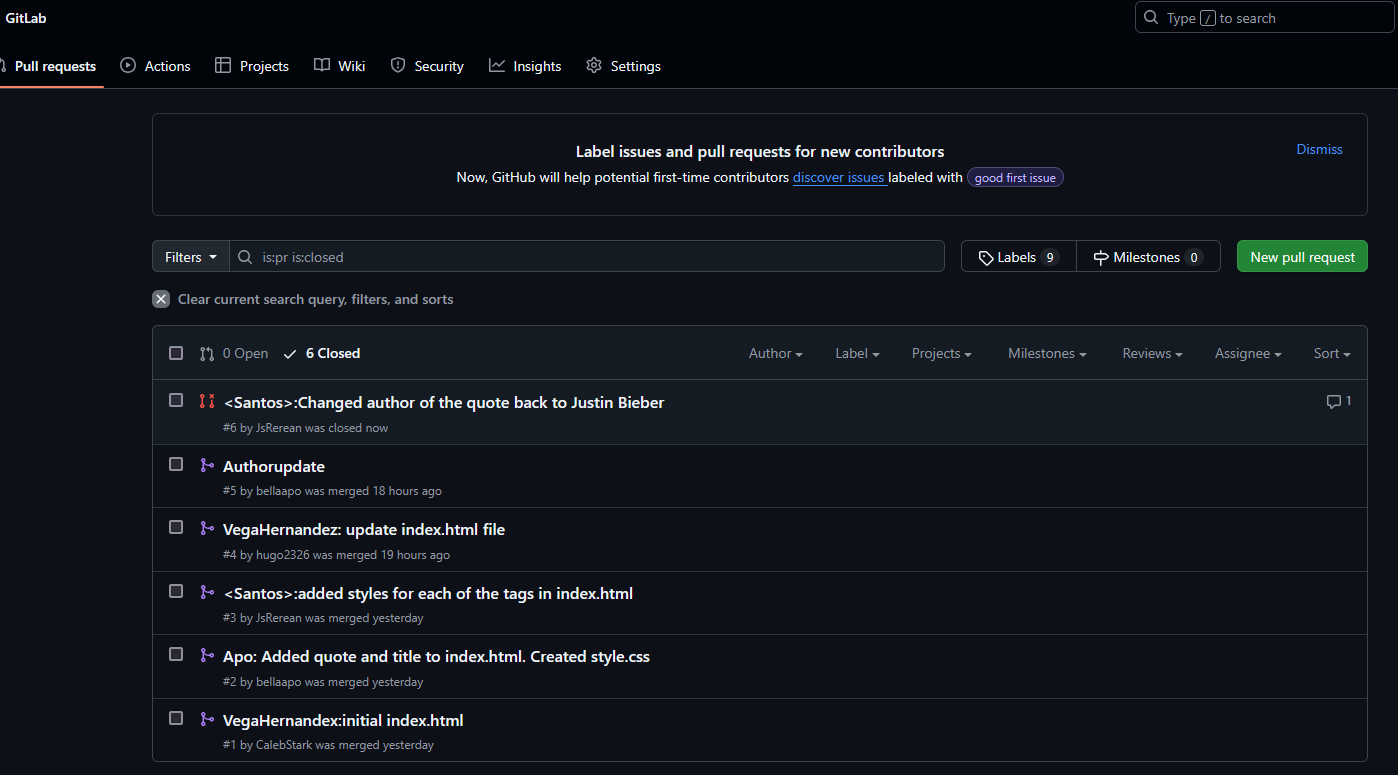 GitLab
Type / to search
Pull requests Actions Projects Wiki Security Insights Settings
Label issues and pull requests for new contributors
Dismiss
Now, GitHub will help potential first-time contributors discover issues labeled with good first issue
Filters is:pr is:closed Labels 9 Milestones 0 New pull request
Clear current search query, filters, and sorts
0 Open 6 Closed Author Label Projects Milestones Reviews Assignee Sort
<Santos>:Changed author of the quote back to Justin Bieber 1
#6 by JsRerean was closed now
Authorupdate
#5 by bellaapo was merged 18 hours ago
VegaHernandez: update index.html file
#4 by hugo2326 was merged 19 hours ago
<Santos>:added styles for each of the tags in index.html
#3 by JsRerean was merged yesterday
Apo: Added quote and title to index.html. Created style.css
#2 by bellaapo was merged yesterday
VegaHernandex:initial index.html
#1 by CalebStark was merged yesterday